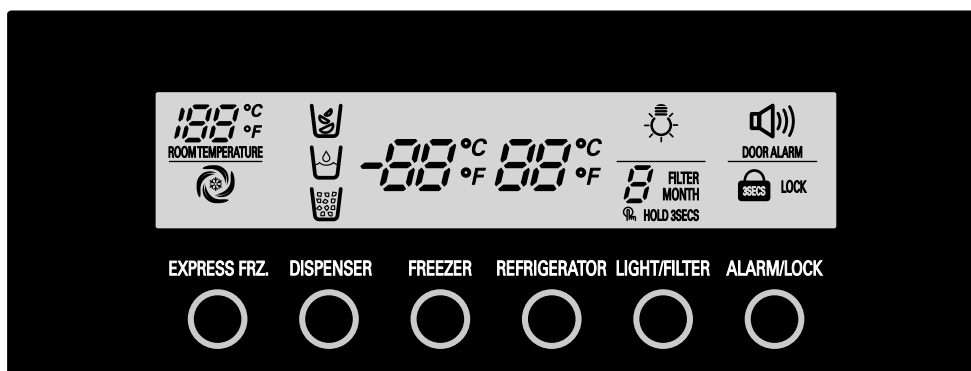 188 °C
°F
ROOM TEMPERATURE
-88 °C
°F
88 °C
°F
8 FILTER
MONTH
HOLD 3SECS
DOOR ALARM
3SECS LOCK
EXPRESS FRZ. DISPENSER FREEZER REFRIGERATOR LIGHT/FILTER ALARM/LOCK